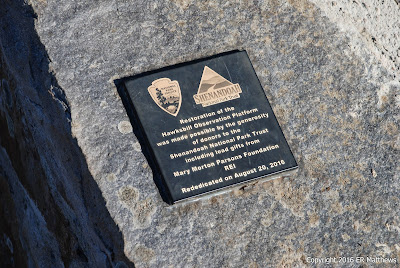 SHENANDOAH
Restoration of the
Hawksbill Observation Platform
was made possible by the generosity
of donors to the
Shenandoah National Park Trust
including lead gifts from
Mary Morton Parsons Foundation
REI
Rededicated on August 20, 2016
Copyright 2016 ER Matthews